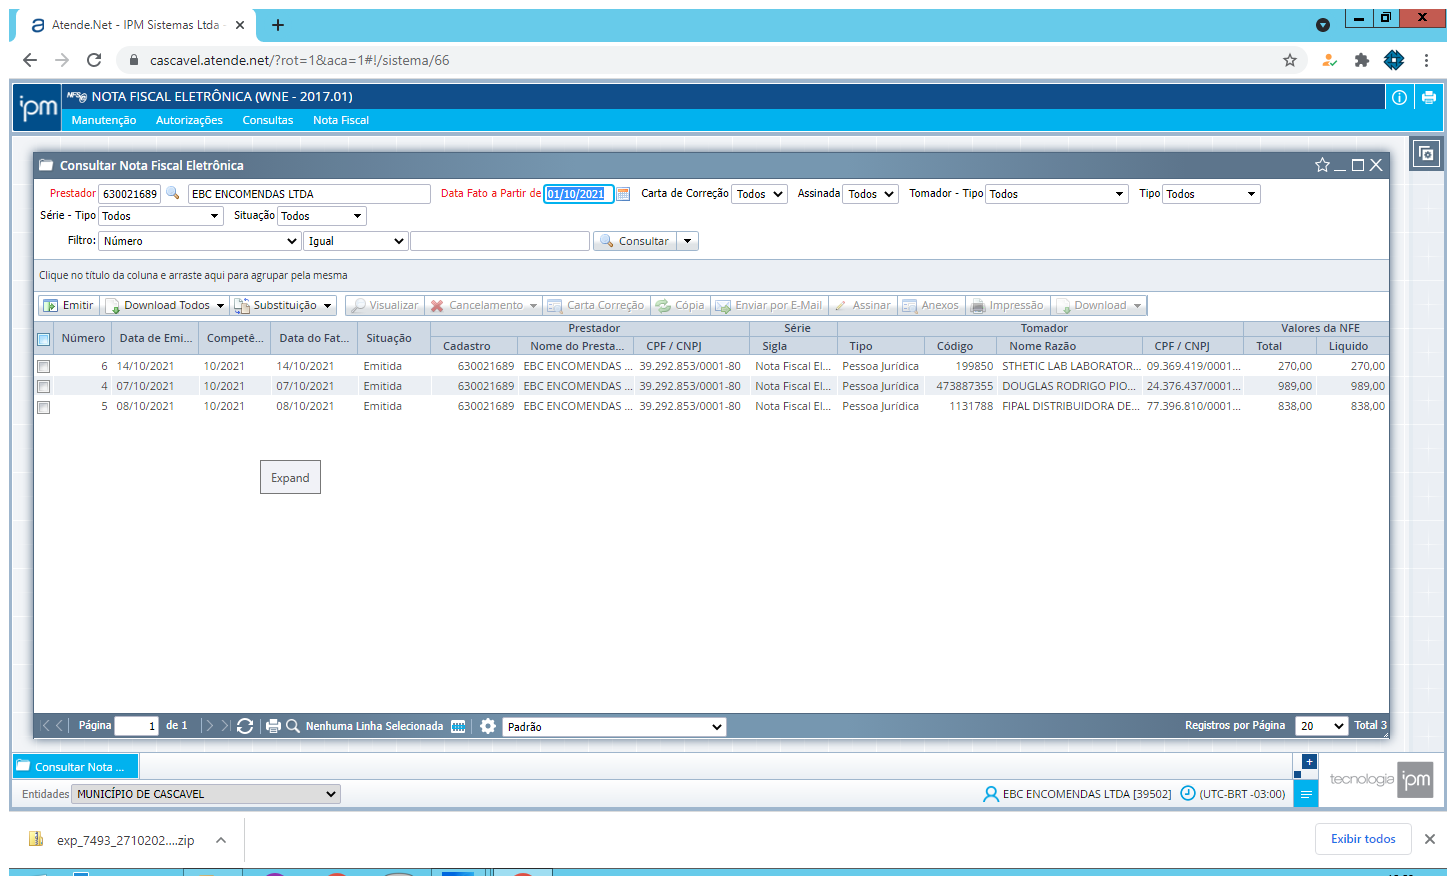 Atende.Net - IPM Sistemas Ltda
cascavel.atende.net/?rot=1&aca=1#!/sistema/66
ipm NFS-e NOTA FISCAL ELETRÔNICA (WNE - 2017.01)
Manutenção Autorizações Consultas Nota Fiscal
Consultar Nota Fiscal Eletrônica
Prestador 630021689 EBC ENCOMENDAS LTDA Data Fato a Partir de 01/10/2021 Carta de Correção Todos Assinada Todos Tomador - Tipo Todos Tipo Todos
Série - Tipo Todos Situação Todos
Filtro: Número Igual Consultar
Clique no título da coluna e arraste aqui para agrupar pela mesma
Emitir Download Todos Substituição Visualizar Cancelamento Carta Correção Cópia Enviar por E-Mail Assinar Anexos Impressão Download
Prestador Série Tomador Valores da NFE
Número Data de Emi... Competê... Data do Fat... Situação
Cadastro Nome do Presta... CPF / CNPJ Sigla Tipo Código Nome Razão CPF / CNPJ Total Líquido
6 14/10/2021 10/2021 14/10/2021 Emitida 630021689 EBC ENCOMENDAS ... 39.292.853/0001-80 Nota Fiscal El... Pessoa Jurídica 199850 STHETIC LAB LABORATOR... 09.369.419/0001... 270,00 270,00
4 07/10/2021 10/2021 07/10/2021 Emitida 630021689 EBC ENCOMENDAS ... 39.292.853/0001-80 Nota Fiscal El... Pessoa Jurídica 473887355 DOUGLAS RODRIGO PIO... 24.376.437/0001... 989,00 989,00
5 08/10/2021 10/2021 08/10/2021 Emitida 630021689 EBC ENCOMENDAS ... 39.292.853/0001-80 Nota Fiscal El... Pessoa Jurídica 1131788 FIPAL DISTRIBUIDORA DE... 77.396.810/0001... 838,00 838,00
Expand
Página 1 de 1 Nenhuma Linha Selecionada Padrão Registros por Página 20 Total 3
Consultar Nota ...
tecnologia ipm
Entidades MUNICÍPIO DE CASCAVEL EBC ENCOMENDAS LTDA [39502] (UTC-BRT -03:00)
exp_7493_2710202....zip Exibir todos